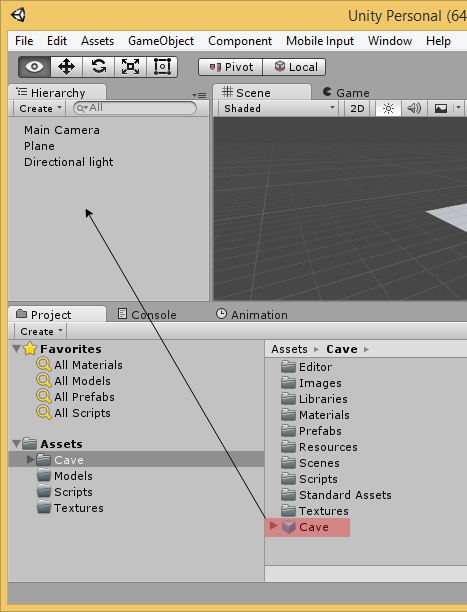 Unity Personal (64
File Edit Assets GameObject Component Mobile Input Window Help
Pivot Local
Hierarchy Scene Game
Create All Shaded 2D
Main Camera
Plane
Directional light
Project Console Animation
Create
Favorites
All Materials
All Models
All Prefabs
All Scripts
Assets
Cave
Models
Scripts
Textures
Assets Cave
Editor
Images
Libraries
Materials
Prefabs
Resources
Scenes
Scripts
Standard Assets
Textures
Cave